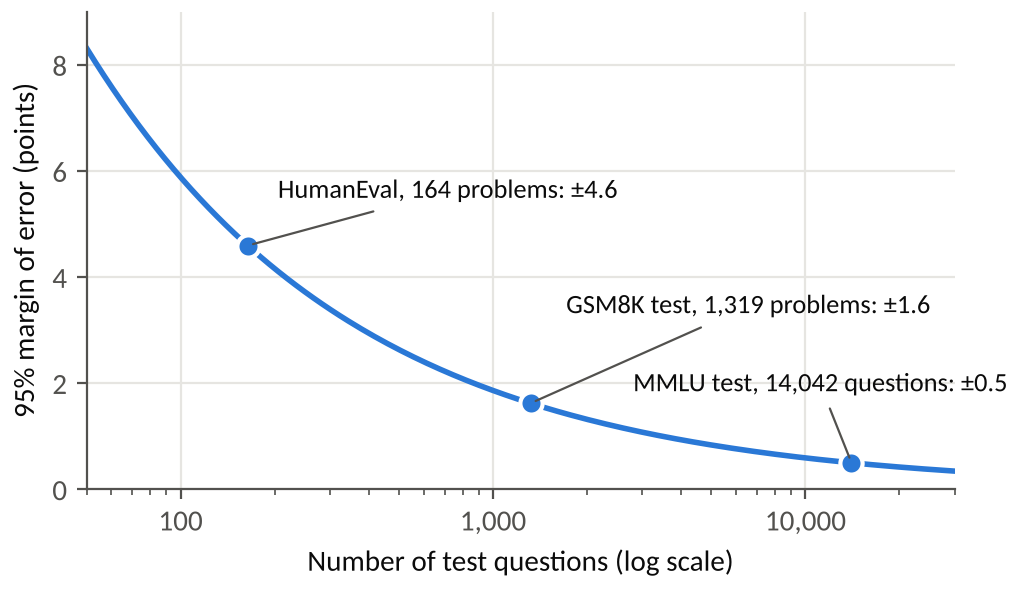 8
6
4
2
0
95% margin of error (points)
HumanEval, 164 problems: ±4.6
GSM8K test, 1,319 problems: ±1.6
MMLU test, 14,042 questions: ±0.5
100
1,000
10,000
Number of test questions (log scale)